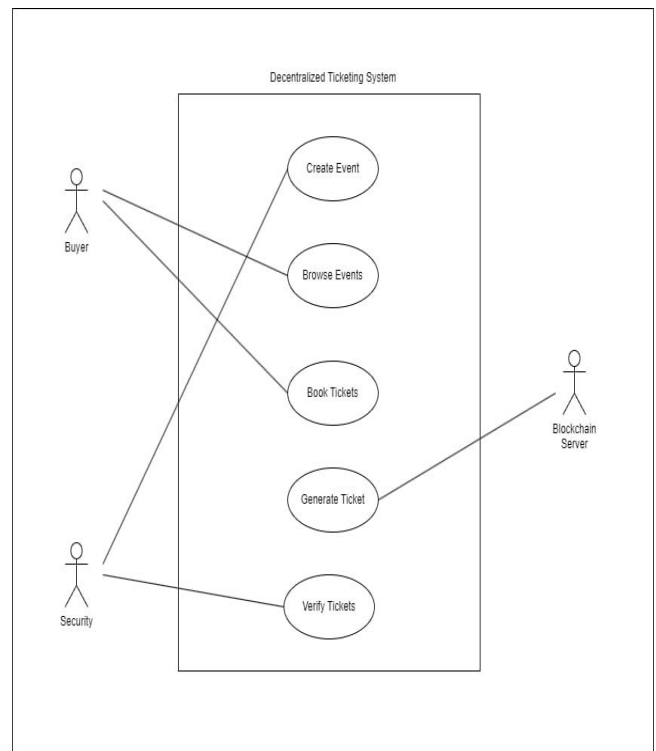 Decentralized Ticketing System
Create Event
Buyer
Browse Events
Book Tickets
Blockchain
Server
Generate Ticket
Verify Tickets
Security